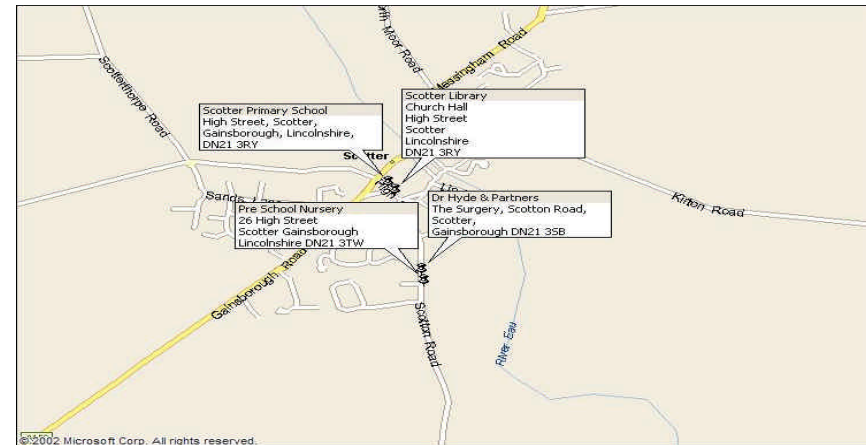 North Moor Road
Messingham Road
Scotterthorpe Road
Scotter Primary School
High Street, Scotter,
Gainsborough, Lincolnshire,
DN21 3RY
Scotter Library
Church Hall
High Street
Scotter
Lincolnshire
DN21 3RY
Scotter
High
Sands
Kirton Road
Pre School Nursery
26 High Street
Scotter Gainsborough
Lincolnshire DN21 3TW
Dr Hyde & Partners
The Surgery, Scotton Road,
Scotter,
Gainsborough DN21 3SB
Gainsborough Road
Scotton Road
River Eau
©2002 Microsoft Corp. All rights reserved.